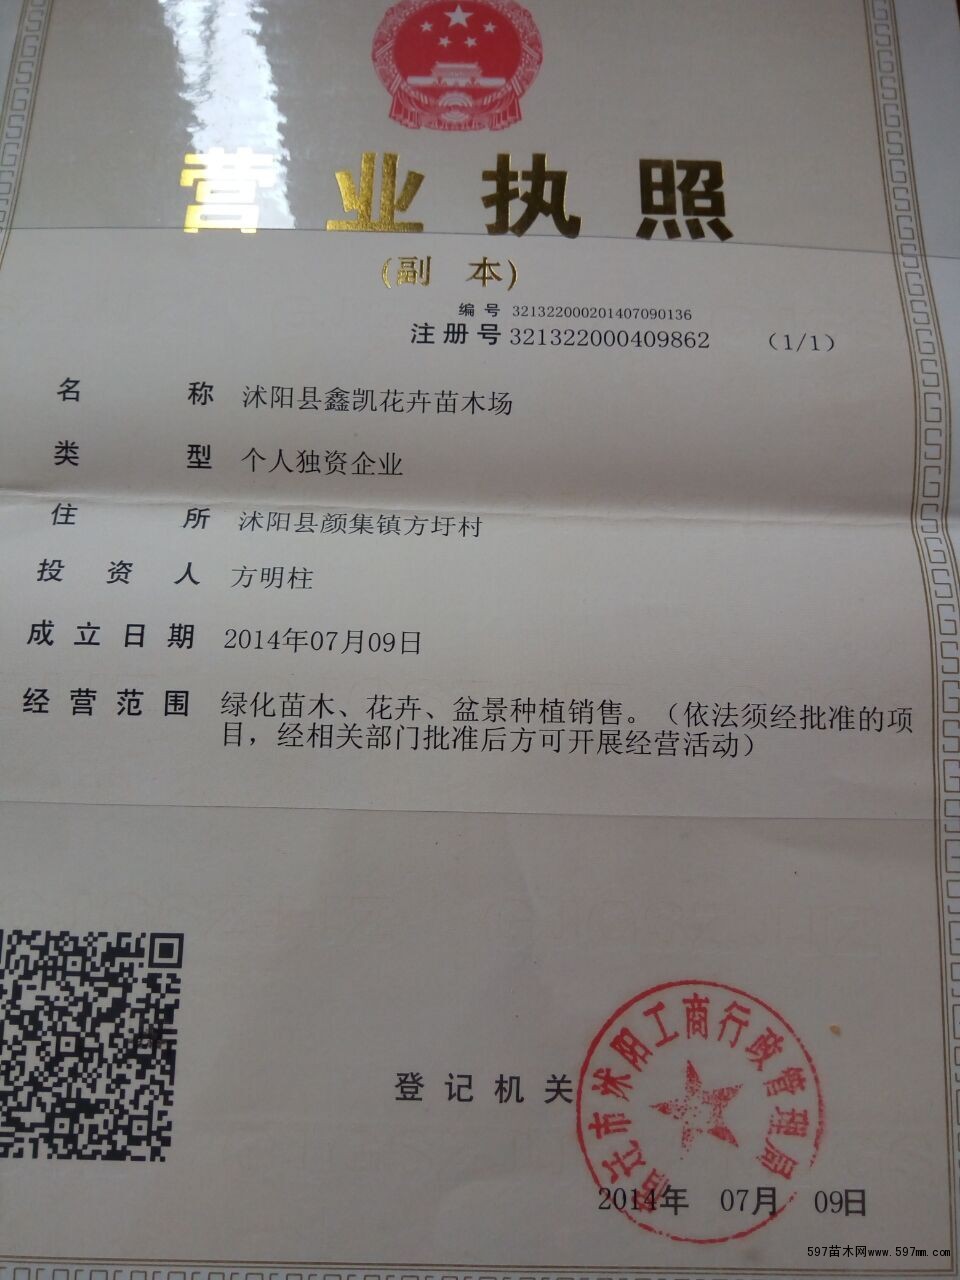 营业执照
(副 本)
编号 321322000201407090136
注册号 321322000409862 (1/1)
名 称 沭阳县鑫凯花卉苗木场
类 型 个人独资企业
住 所 沭阳县颜集镇方圩村
投 资 人 方明柱
成立日期 2014年07月09日
经营范围 绿化苗木、花卉、盆景种植销售。(依法须经批准的项
目,经相关部门批准后方可开展经营活动)
宿迁市沭阳工商行政管理局
登记机关
2014年 07月 09日
597苗木网www.597mm.com